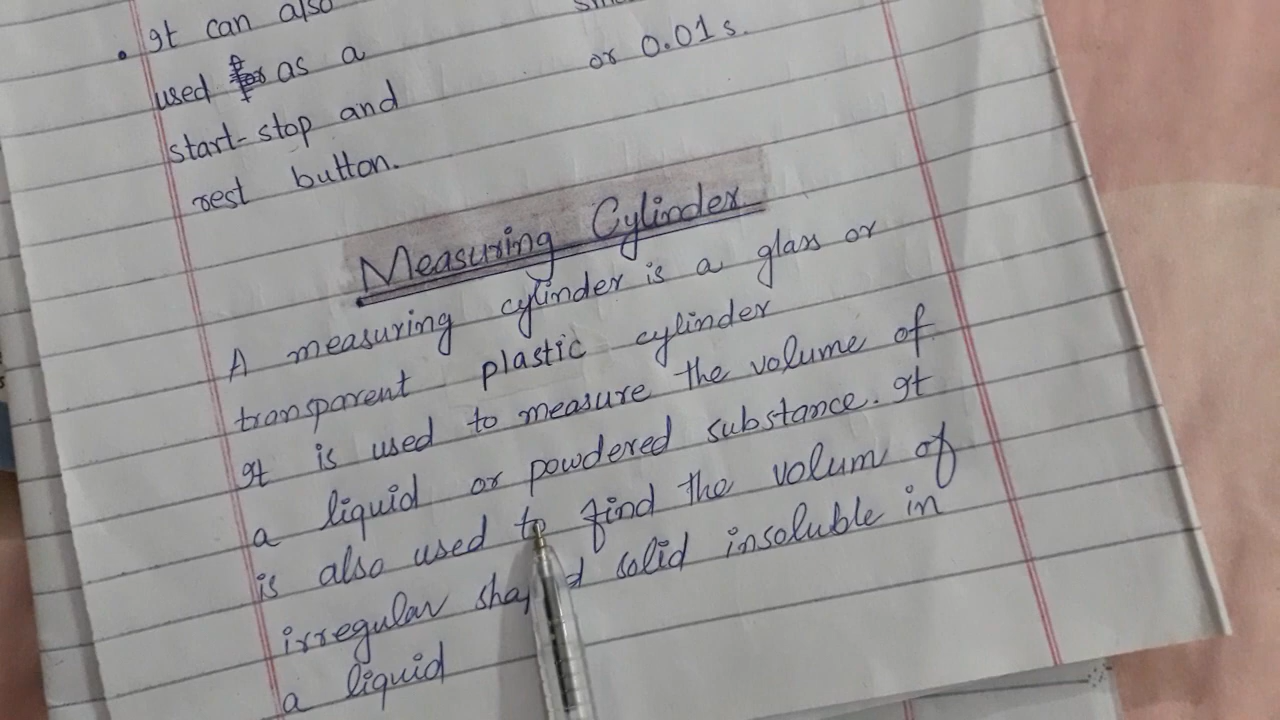 • It can also
used as a
start-stop and
rest button.
or 0.01 s.
Measuring Cylinder
A measuring cylinder is a glass or
transparent plastic cylinder
It is used to measure the volume of
a liquid or powdered substance. It
is also used to find the volum of
irregular solid insoluble in
a liquid